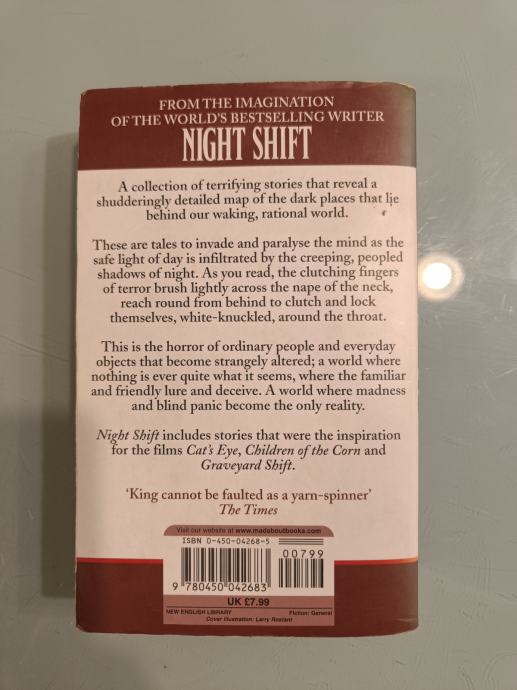 FROM THE IMAGINATION
OF THE WORLD'S BESTSELLING WRITER
NIGHT SHIFT
A collection of terrifying stories that reveal a
shudderingly detailed map of the dark places that lie
behind our waking, rational world.
These are tales to invade and paralyse the mind as the
safe light of day is infiltrated by the creeping, peopled
shadows of night. As you read, the clutching fingers
of terror brush lightly across the nape of the neck,
reach round from behind to clutch and lock
themselves, white-knuckled, around the throat.
This is the horror of ordinary people and everyday
objects that become strangely altered; a world where
nothing is ever quite what it seems, where the familiar
and friendly lure and deceive. A world where madness
and blind panic become the only reality.
Night Shift includes stories that were the inspiration
for the films Cat's Eye, Children of the Corn and
Graveyard Shift.
'King cannot be faulted as a yarn-spinner'
The Times
Visit our website at www.madaboutbooks.com
ISBN 0-450-04268-5
00799
9 780450 042683
UK £7.99
NEW ENGLISH LIBRARY Fiction: General
Cover illustration: Larry Rostant